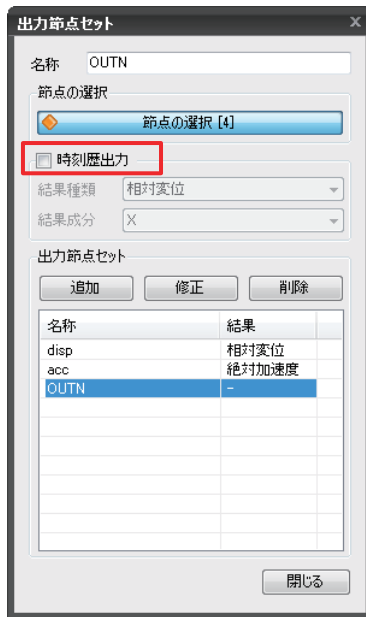 出力節点セット
名称 OUTN
節点の選択
節点の選択 [4]
時刻歴出力
結果種類 相対変位
結果成分 X
出力節点セット
追加 修正 削除
名称 結果
disp 相対変位
acc 絶対加速度
OUTN -
閉じる